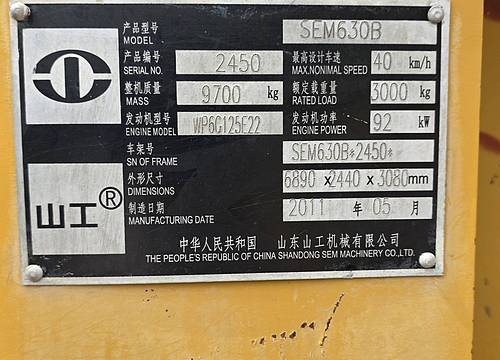 产品型号 SEM630B
MODEL
产品编号 2450 最高设计车速 40 km/h
SERIAL NO. MAX.NONIMAL SPEED
整机质量 9700 kg 额定载重量 3000 kg
MASS RATED LOAD
发动机型号 WP6G125E22 发动机功率 92 kW
ENGINE MODEL ENGINE POWER
车架号 SEM630B*2450*
SN OF FRAME
外形尺寸 6890 x 2440 x 3080mm
DIMENSIONS
制造日期 2011 年 05 月
MANUFACTURING DATE
山工®
中华人民共和国 山东山工机械有限公司
THE PEOPLE'S REPUBLIC OF CHINA SHANDONG SEM MACHINERY CO.,LTD.